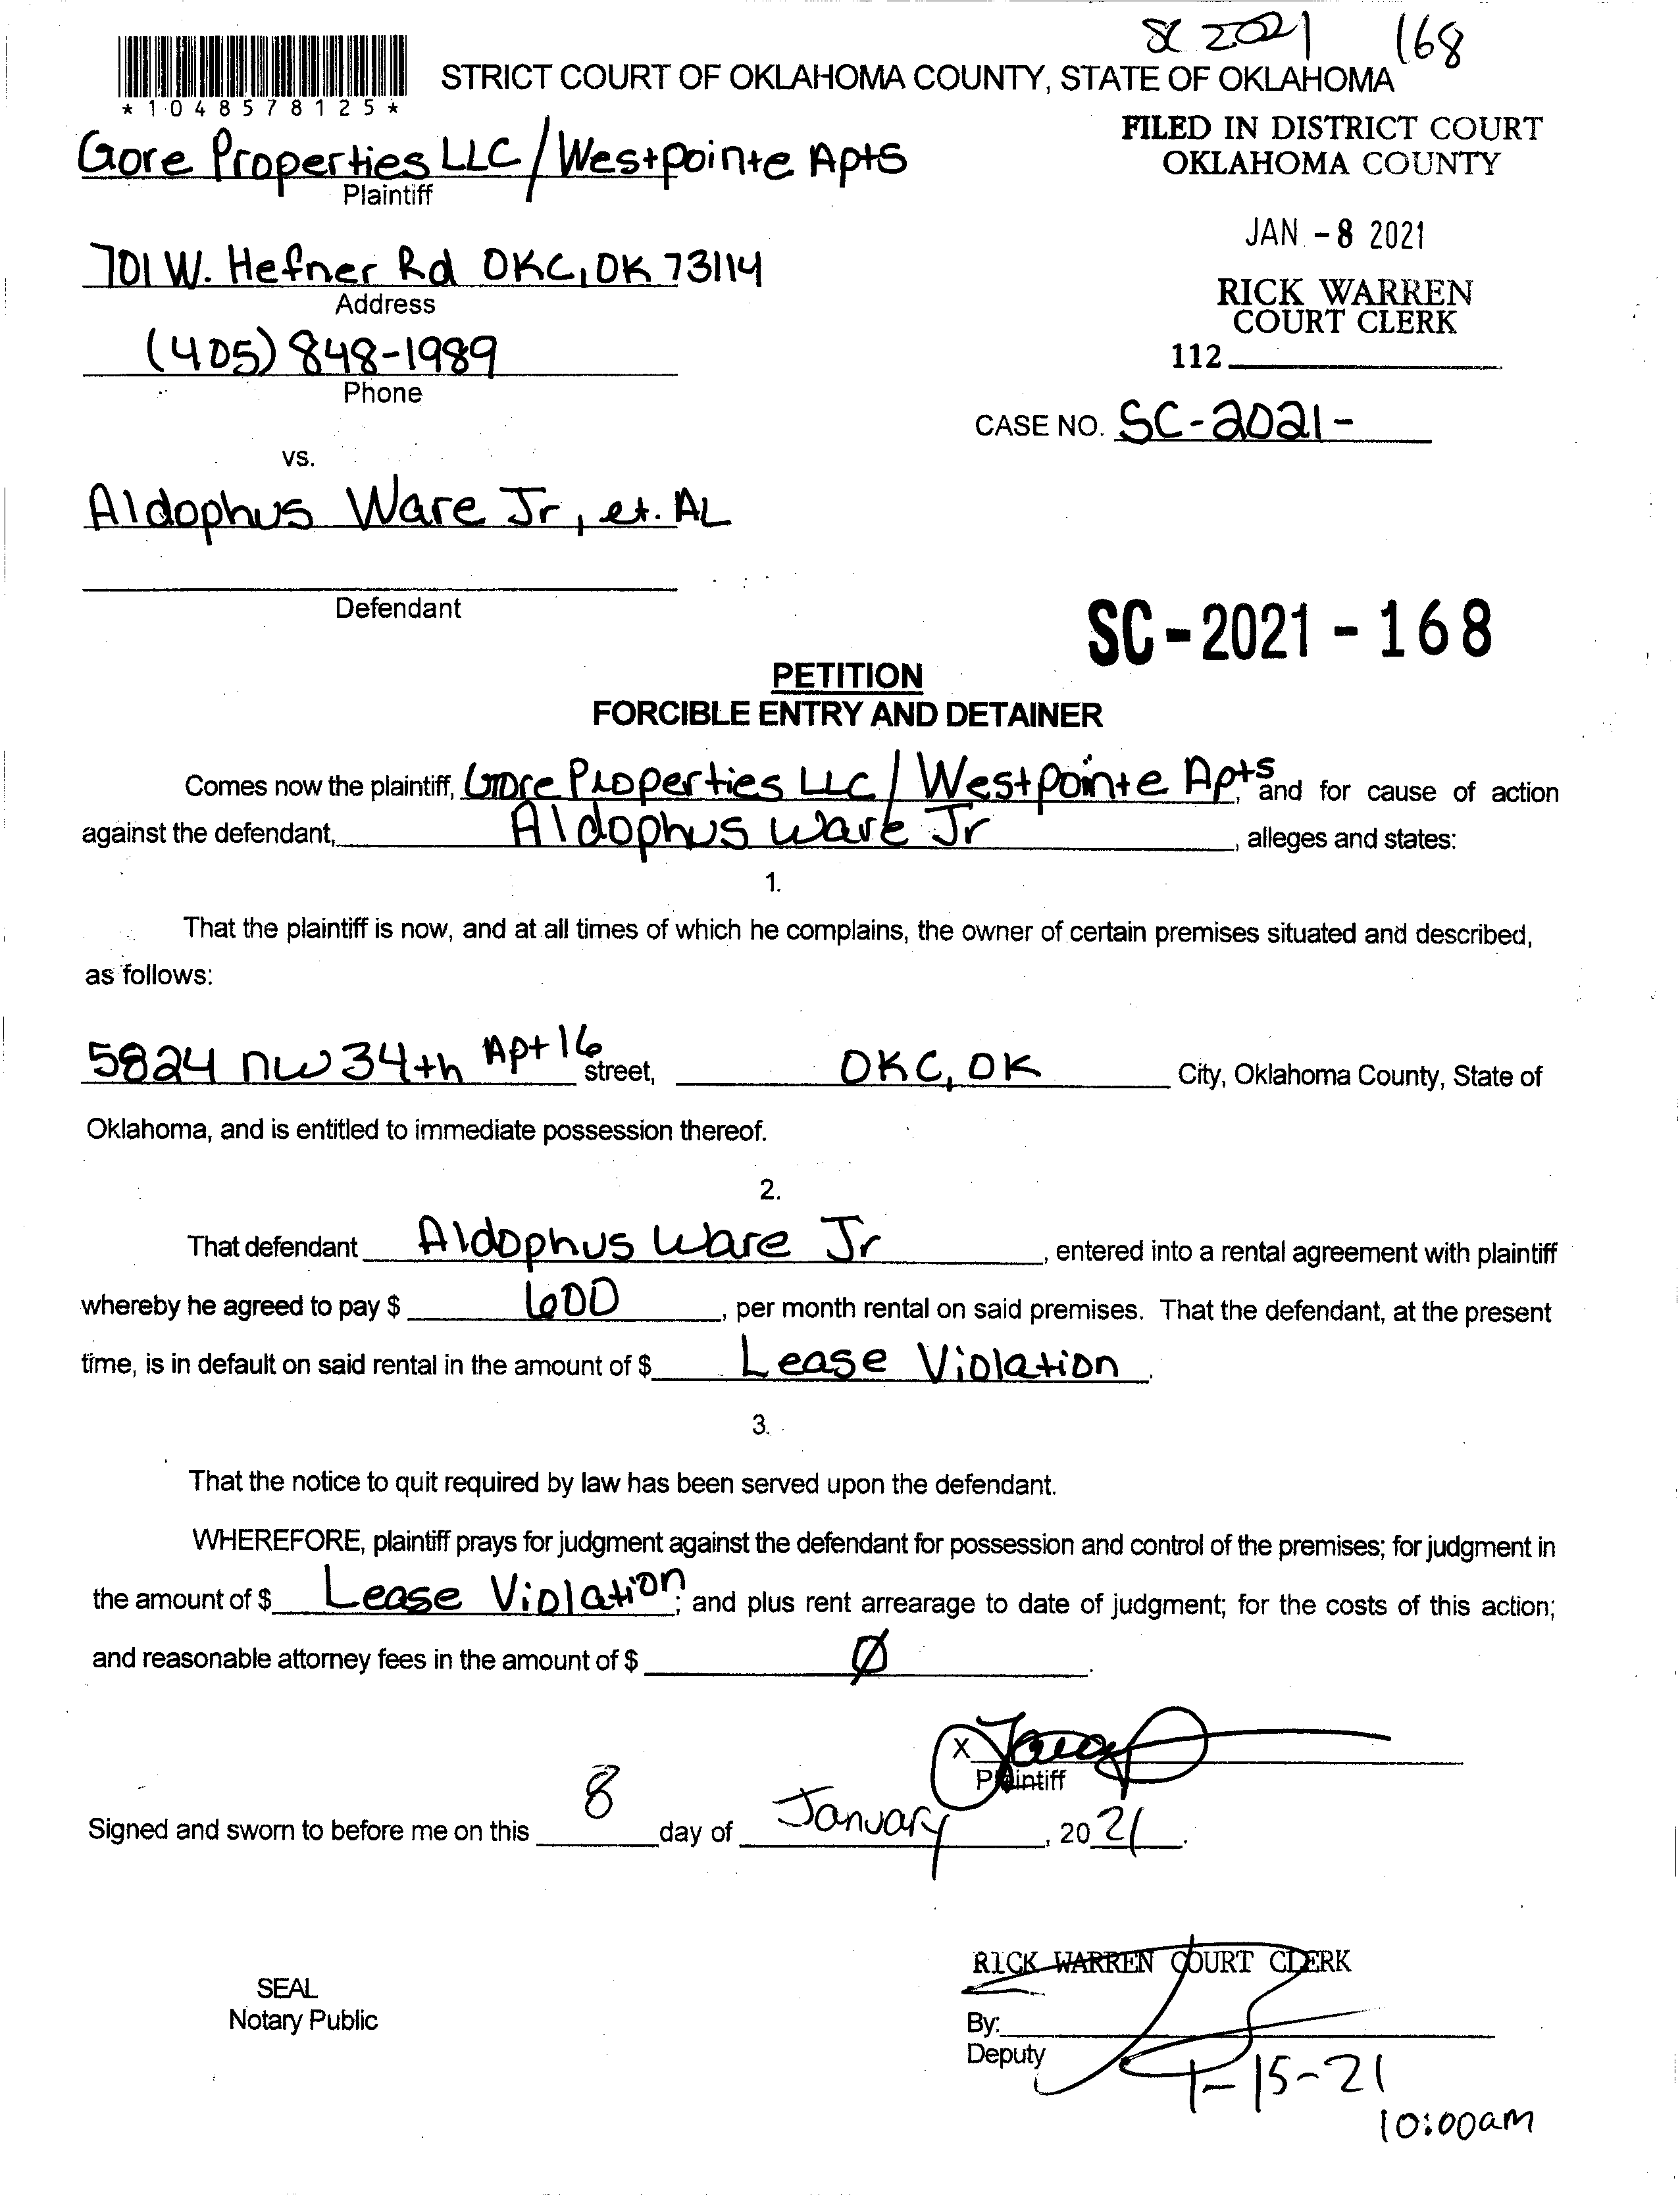 SC 2021 168
STRICT COURT OF OKLAHOMA COUNTY, STATE OF OKLAHOMA
*1048578125*
FILED IN DISTRICT COURT
OKLAHOMA COUNTY
Gore Properties LLC / Westpointe Apts
Plaintiff
JAN -8 2021
701 W. Hefner Rd OKC, OK 73114
Address
RICK WARREN
COURT CLERK
(405) 848-1989
112
Phone
CASE NO. SC-2021-
vs.
Aldophus Ware Jr, et. AL
Defendant
SC-2021-168
PETITION
FORCIBLE ENTRY AND DETAINER
Comes now the plaintiff, Gore Properties LLC / Westpointe Apts, and for cause of action
against the defendant, Aldophus Ware Jr, alleges and states:
1.
That the plaintiff is now, and at all times of which he complains, the owner of certain premises situated and described,
as follows:
5824 NW 34th Apt 16 street, OKC, OK City, Oklahoma County, State of
Oklahoma, and is entitled to immediate possession thereof.
2.
That defendant Aldophus Ware Jr, entered into a rental agreement with plaintiff
whereby he agreed to pay $ 600, per month rental on said premises. That the defendant, at the present
time, is in default on said rental in the amount of $ Lease Violation.
3.
That the notice to quit required by law has been served upon the defendant.
WHEREFORE, plaintiff prays for judgment against the defendant for possession and control of the premises; for judgment in
the amount of $ Lease Violation; and plus rent arrearage to date of judgment; for the costs of this action;
and reasonable attorney fees in the amount of $ Ø.
X
Plaintiff
Signed and sworn to before me on this 8 day of January, 2021.
RICK WARREN COURT CLERK
SEAL
Notary Public
By:
Deputy
1-15-21
10:00am